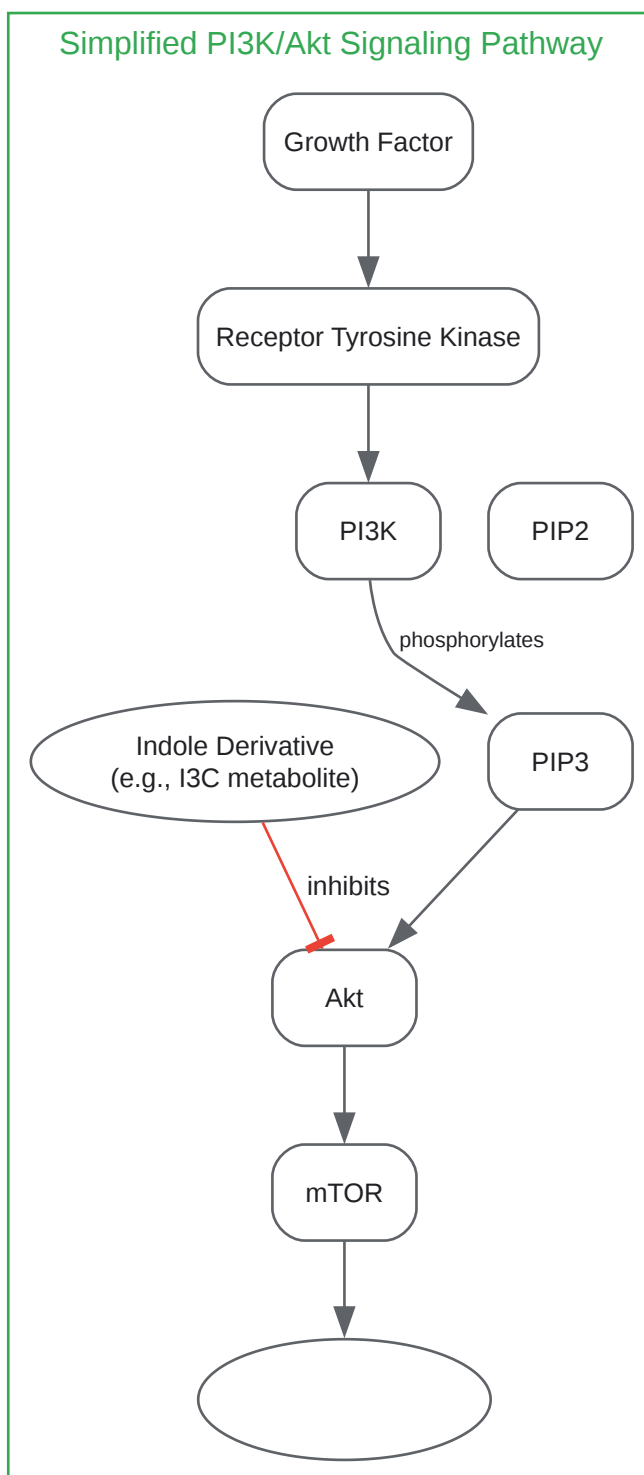 Simplified PI3K/Akt Signaling Pathway
Growth Factor
Receptor Tyrosine Kinase
PI3K
PIP2
phosphorylates
Indole Derivative
(e.g., I3C metabolite)
PIP3
inhibits
Akt
mTOR